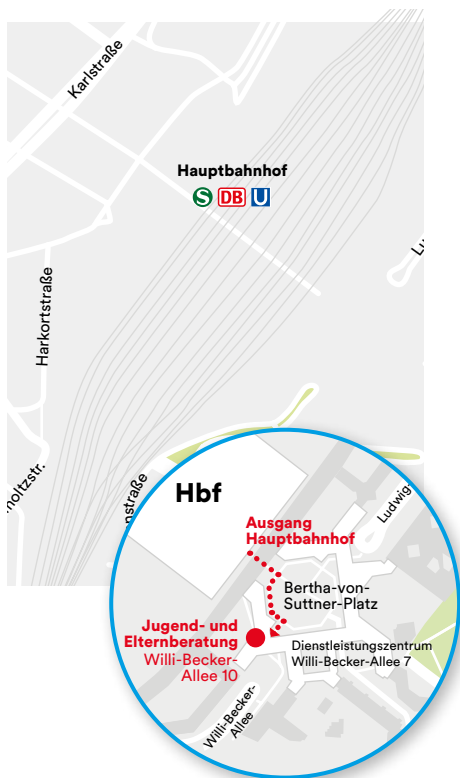 Karlstraße
Hauptbahnhof
S DB U
Harkortstraße
Hbf
Ausgang
Hauptbahnhof
Ludwig-
Bertha-von-
Suttner-Platz
Jugend- und
Elternberatung
Willi-Becker-
Allee 10
Dienstleistungszentrum
Willi-Becker-Allee 7
Willi-Becker-
Allee